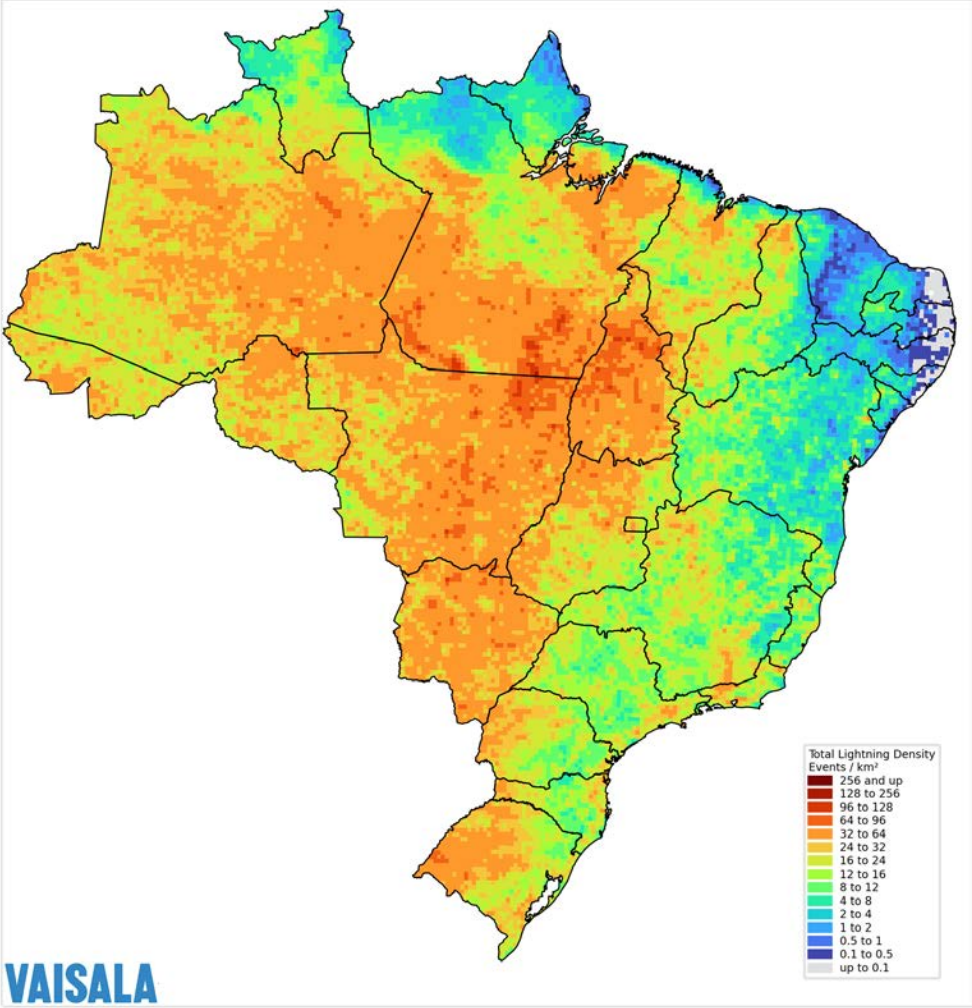 Total Lightning Density
Events / km²
256 and up
128 to 256
96 to 128
64 to 96
32 to 64
24 to 32
16 to 24
12 to 16
8 to 12
4 to 8
2 to 4
1 to 2
0.5 to 1
0.1 to 0.5
up to 0.1
VAISALA